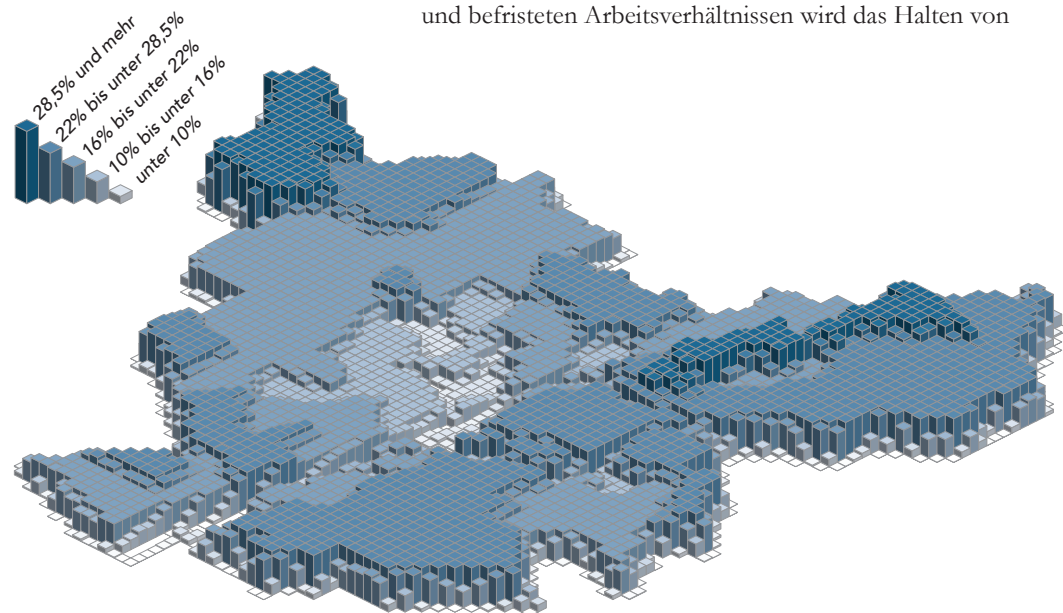 und befristeten Arbeitsverhältnissen wird das Halten von
28,5% und mehr
22% bis unter 28,5%
16% bis unter 22%
10% bis unter 16%
unter 10%